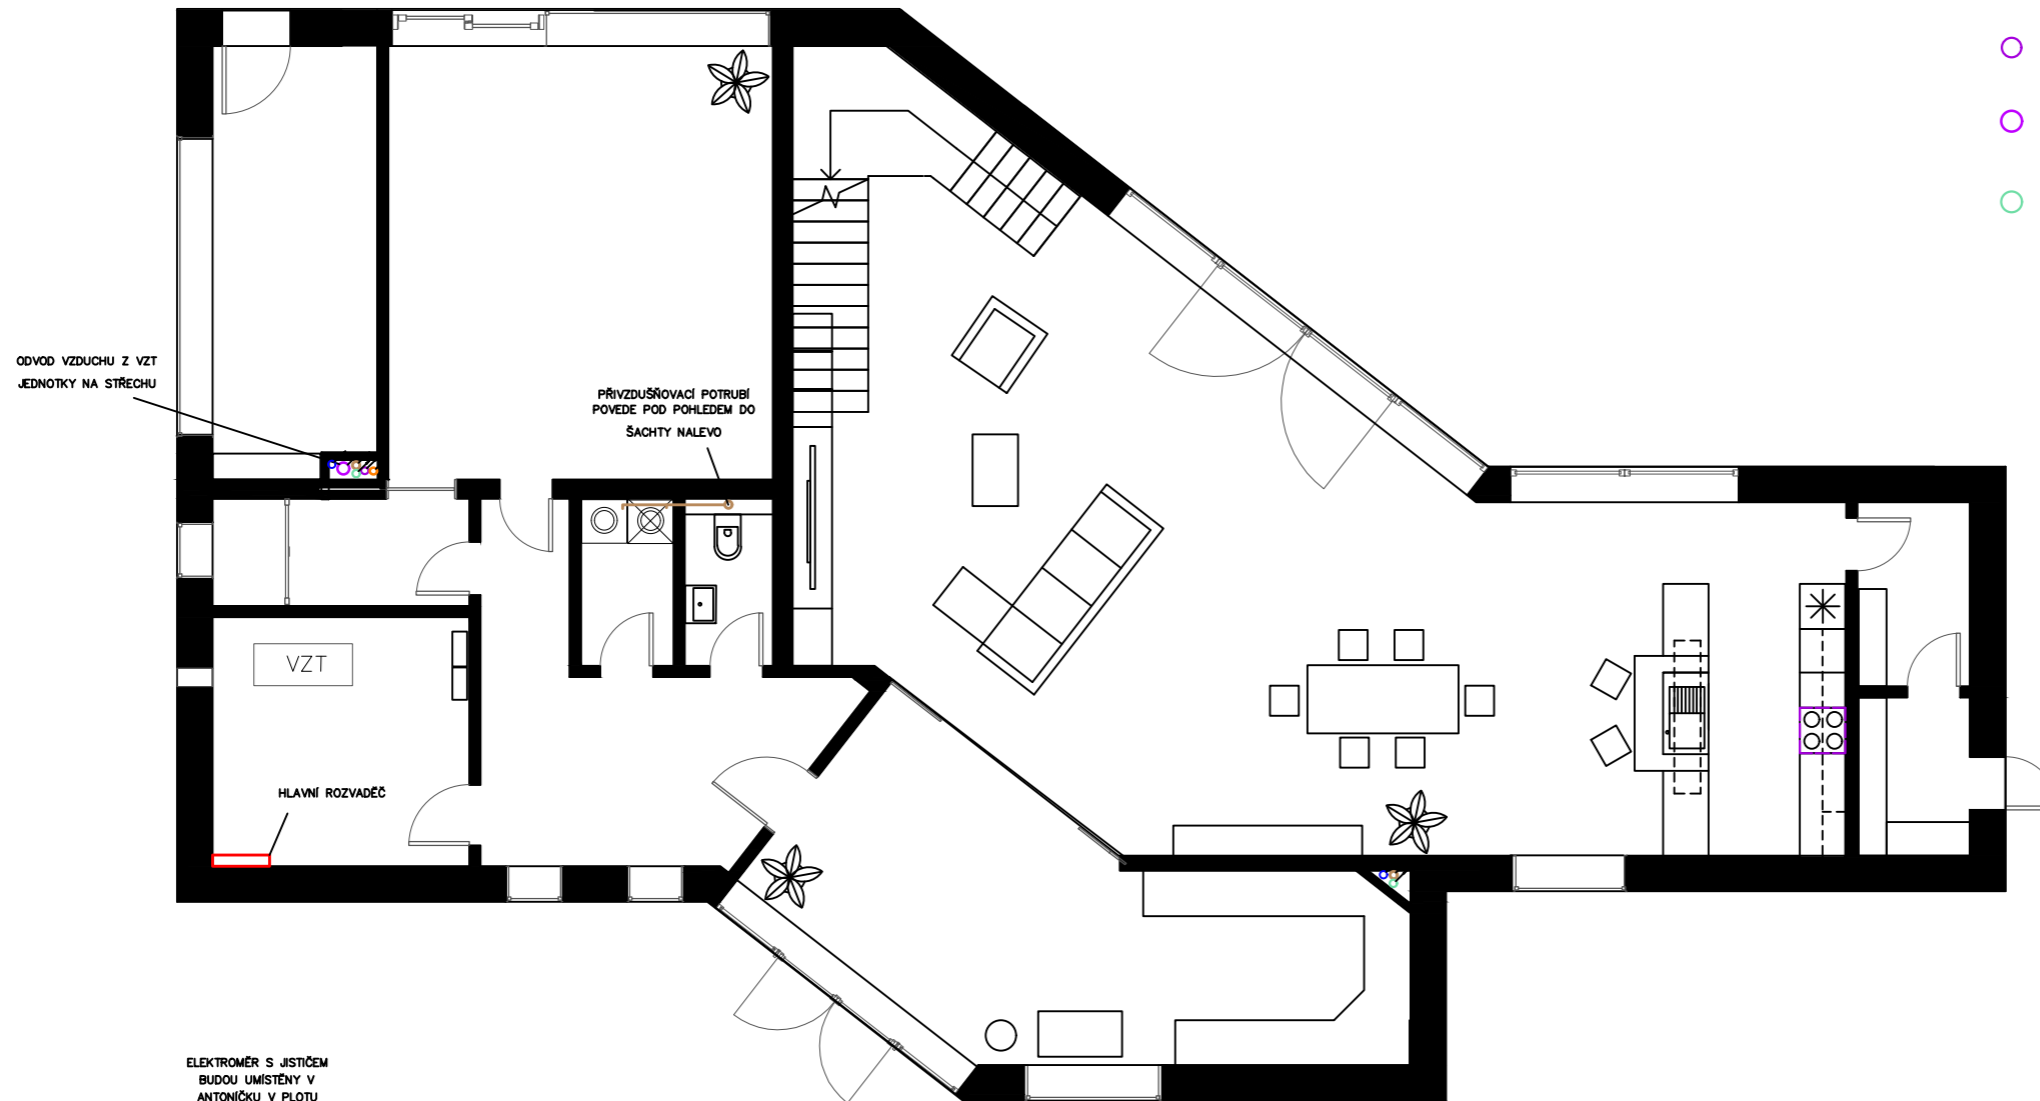 ODVOD VZDUCHU Z VZT
JEDNOTKY NA STŘECHU
PŘIVZDUŠŇOVACÍ POTRUBÍ
POVEDE POD POHLEDEM DO
ŠACHTY NALEVO
VZT
HLAVNÍ ROZVADĚČ
ELEKTROMĚR S JISTIČEM
BUDOU UMÍSTĚNY V
ANTONÍČKU V PLOTU